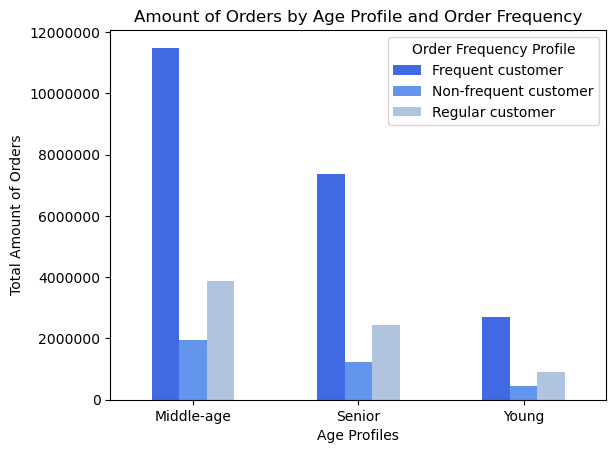 Amount of Orders by Age Profile and Order Frequency
12000000
10000000
8000000
6000000
4000000
2000000
0
Total Amount of Orders
Order Frequency Profile
Frequent customer
Non-frequent customer
Regular customer
Middle-age
Senior
Young
Age Profiles